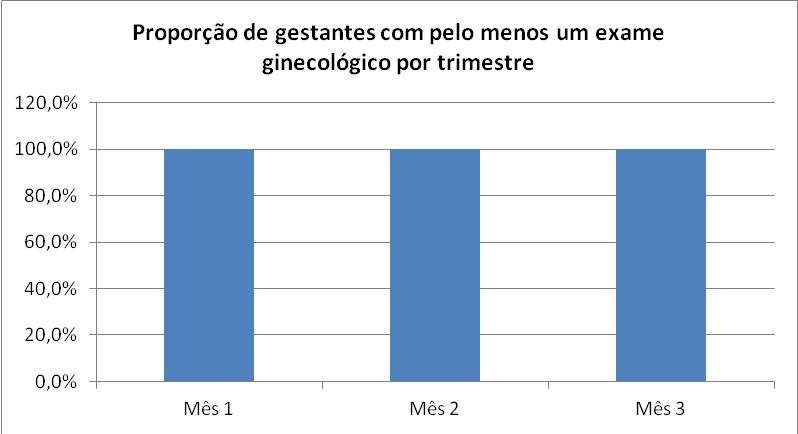 Proporção de gestantes com pelo menos um exame
ginecológico por trimestre
120,0%
100,0%
80,0%
60,0%
40,0%
20,0%
0,0%
Mês 1 Mês 2 Mês 3